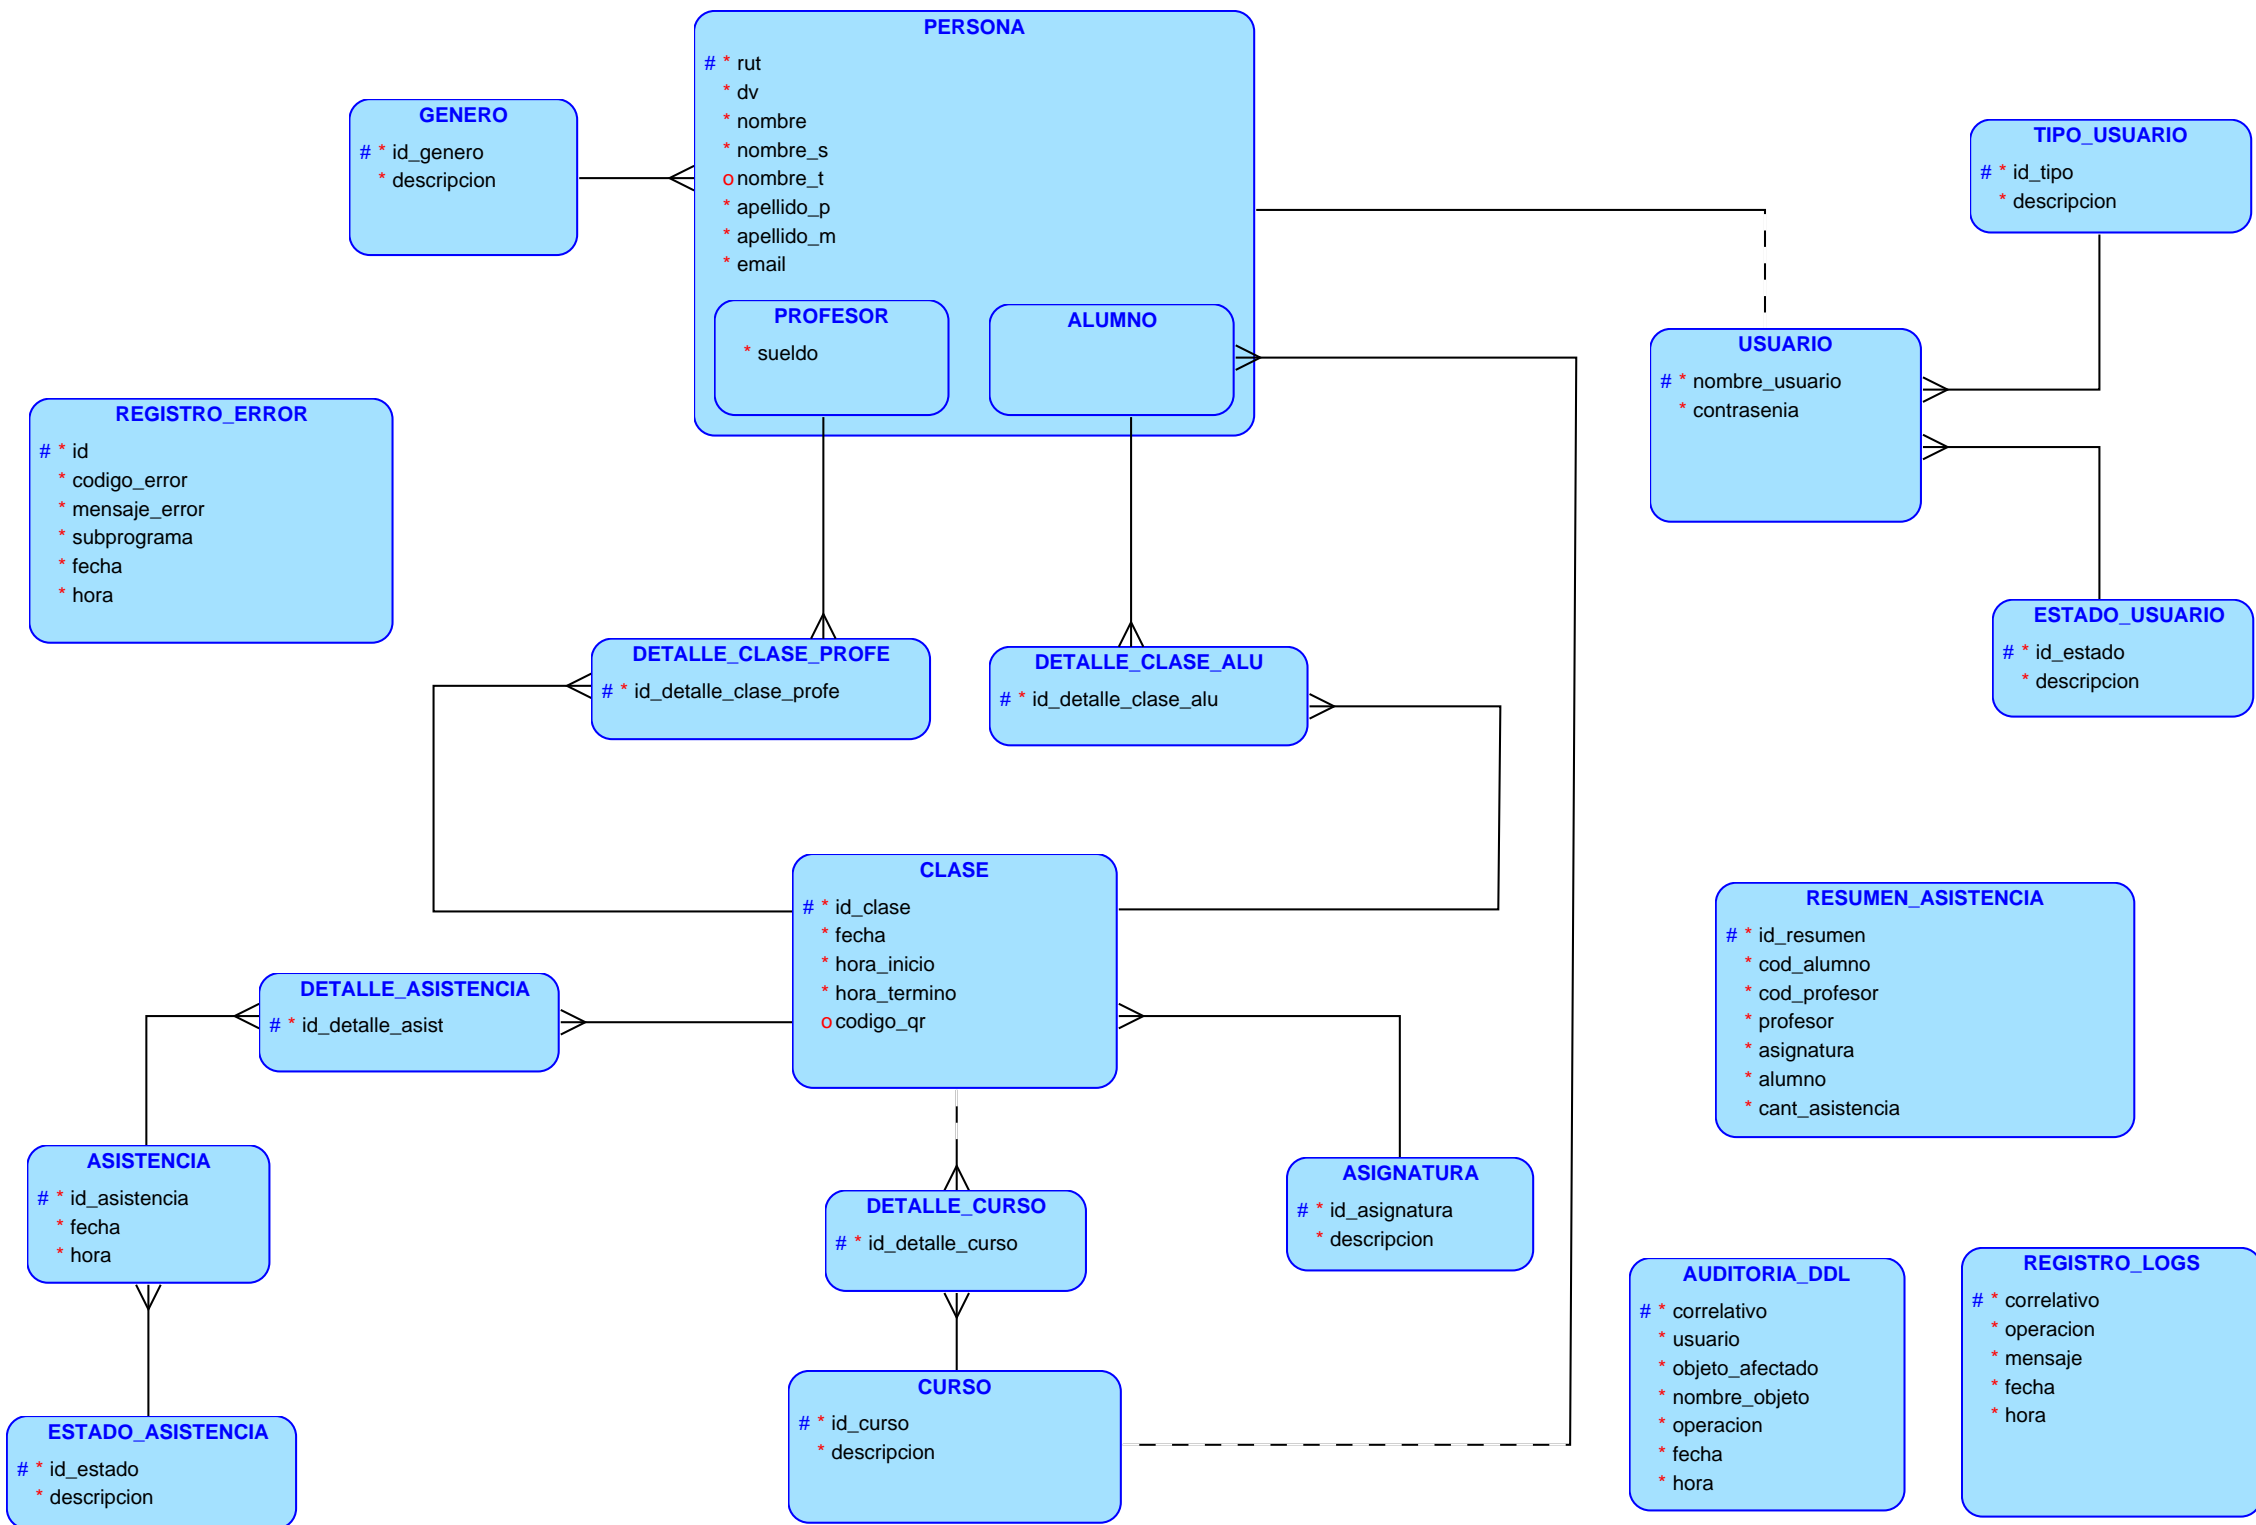 PERSONA
# * rut
* dv
* nombre
* nombre_s
o nombre_t
* apellido_p
* apellido_m
* email
GENERO
# * id_genero
* descripcion
TIPO_USUARIO
# * id_tipo
* descripcion
PROFESOR
* sueldo
ALUMNO
USUARIO
# * nombre_usuario
* contrasenia
REGISTRO_ERROR
# * id
* codigo_error
* mensaje_error
* subprograma
* fecha
* hora
DETALLE_CLASE_PROFE
# * id_detalle_clase_profe
DETALLE_CLASE_ALU
# * id_detalle_clase_alu
ESTADO_USUARIO
# * id_estado
* descripcion
CLASE
# * id_clase
* fecha
* hora_inicio
* hora_termino
o codigo_qr
RESUMEN_ASISTENCIA
# * id_resumen
* cod_alumno
* cod_profesor
* profesor
* asignatura
* alumno
* cant_asistencia
DETALLE_ASISTENCIA
# * id_detalle_asist
ASISTENCIA
# * id_asistencia
* fecha
* hora
DETALLE_CURSO
# * id_detalle_curso
ASIGNATURA
# * id_asignatura
* descripcion
AUDITORIA_DDL
# * correlativo
* usuario
* objeto_afectado
* nombre_objeto
* operacion
* fecha
* hora
REGISTRO_LOGS
# * correlativo
* operacion
* mensaje
* fecha
* hora
CURSO
# * id_curso
* descripcion
ESTADO_ASISTENCIA
# * id_estado
* descripcion